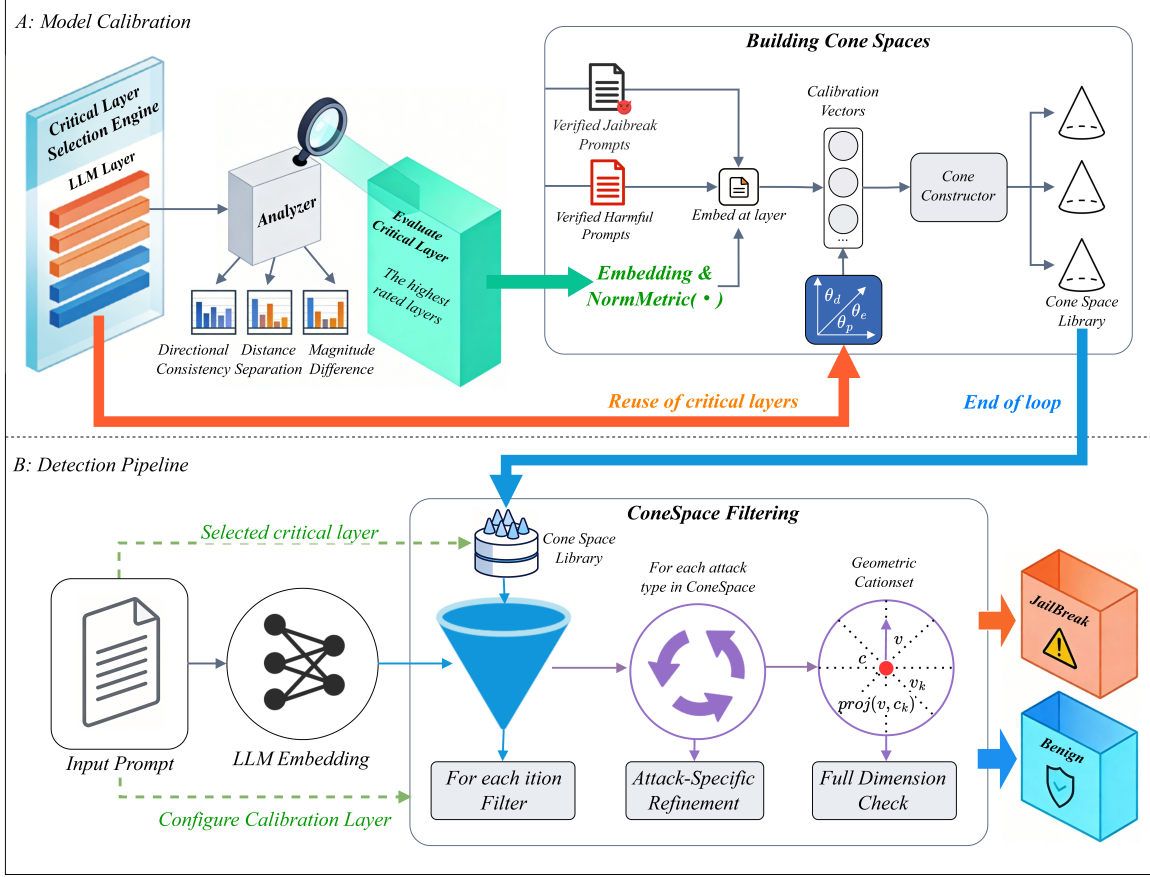 A: Model Calibration
Critical Layer
Selection Engine
LLM Layer
Analyzer
Directional
Consistency
Distance
Separation
Magnitude
Difference
Evaluate
Critical Layer
The highest
rated layers
Building Cone Spaces
Verified Jaibreak
Prompts
Verified Harmful
Prompts
Embed at layer
Embedding &
NormMetric( · )
Calibration
Vectors
...
θd
θe
θp
Cone
Constructor
Cone Space
Library
Reuse of critical layers
End of loop
B: Detection Pipeline
Selected critical layer
Input Prompt
LLM Embedding
Configure Calibration Layer
ConeSpace Filtering
Cone Space
Library
For each ition
Filter
For each attack
type in ConeSpace
Attack-Specific
Refinement
Geometric
Cationset
v
c
vk
proj(v, ck)
Full Dimension
Check
JailBreak
Benign